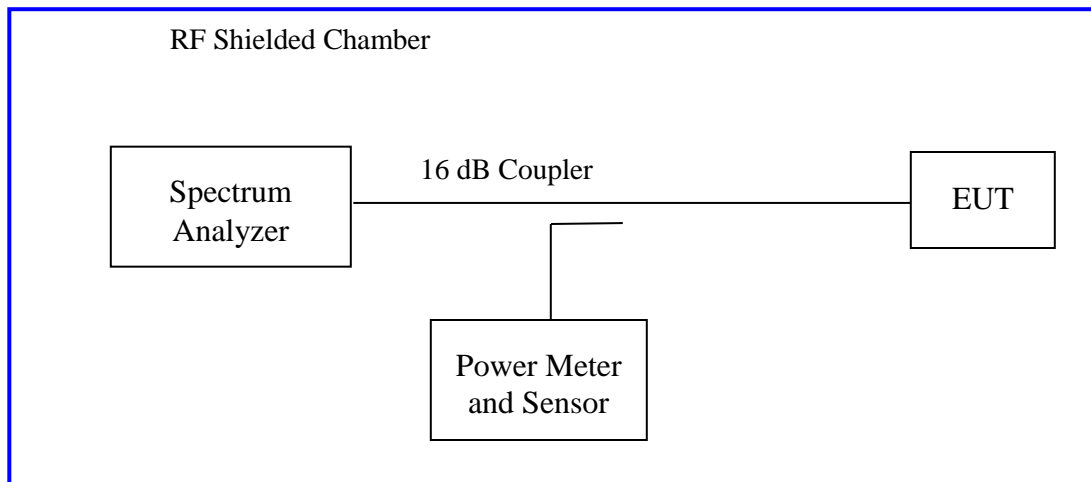 RF Shielded Chamber
16 dB Coupler
Spectrum
Analyzer
EUT
Power Meter
and Sensor